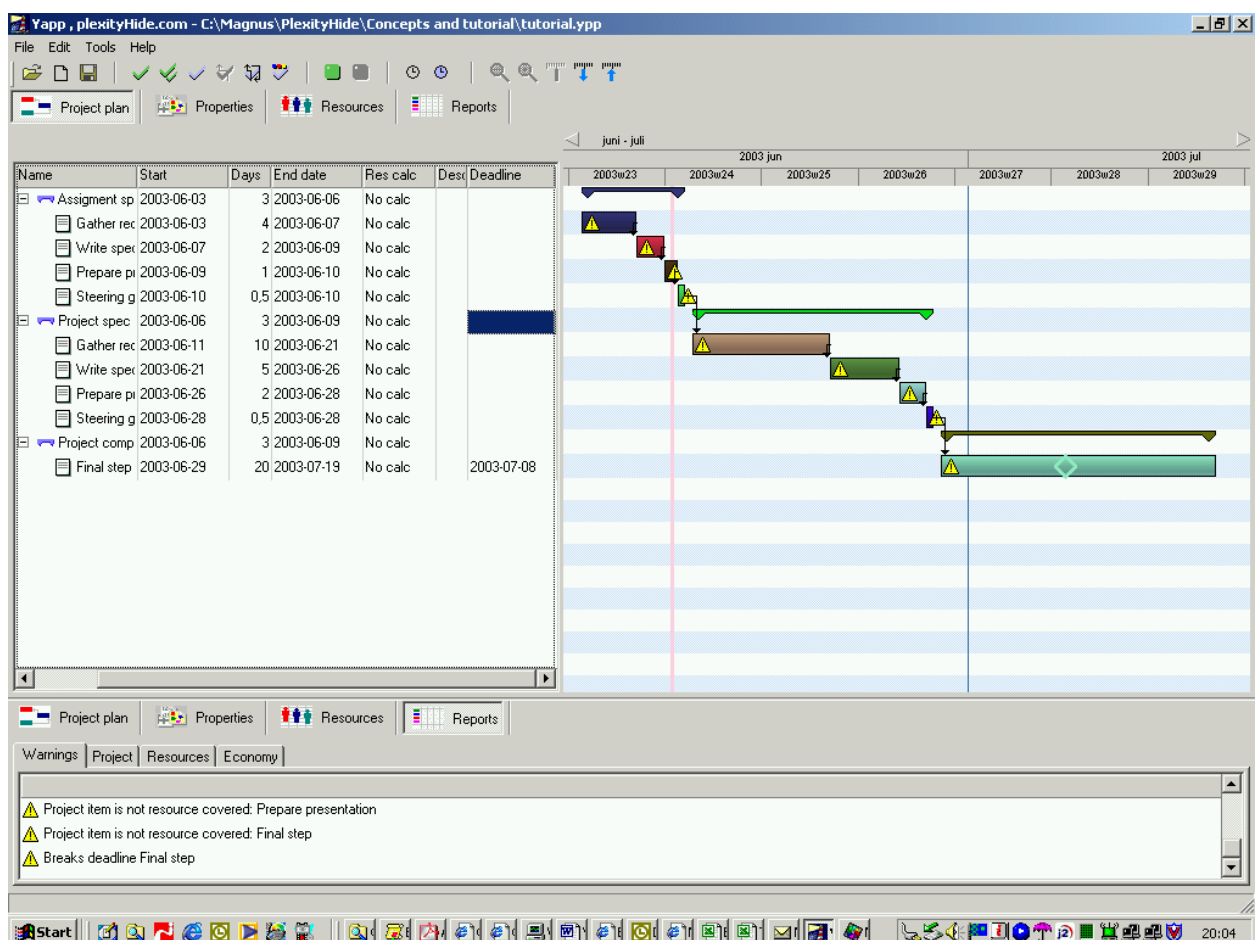 Yapp , plexityHide.com - C:\Magnus\PlexityHide\Concepts and tutorial\tutorial.ypp
File Edit Tools Help
Project plan Properties Resources Reports
juni - juli
2003 jun 2003 jul
Name Start Days End date Res calc Desc Deadline 2003w23 2003w24 2003w25 2003w26 2003w27 2003w28 2003w29
Assigment sp 2003-06-03 3 2003-06-06 No calc
Gather rec 2003-06-03 4 2003-06-07 No calc
Write spec 2003-06-07 2 2003-06-09 No calc
Prepare pr 2003-06-09 1 2003-06-10 No calc
Steering g 2003-06-10 0,5 2003-06-10 No calc
Project spec 2003-06-06 3 2003-06-09 No calc
Gather rec 2003-06-11 10 2003-06-21 No calc
Write spec 2003-06-21 5 2003-06-26 No calc
Prepare pr 2003-06-26 2 2003-06-28 No calc
Steering g 2003-06-28 0,5 2003-06-28 No calc
Project comp 2003-06-06 3 2003-06-09 No calc
Final step 2003-06-29 20 2003-07-19 No calc 2003-07-08
Project plan Properties Resources Reports
Warnings Project Resources Economy
Project item is not resource covered: Prepare presentation
Project item is not resource covered: Final step
Breaks deadline Final step
Start 20:04